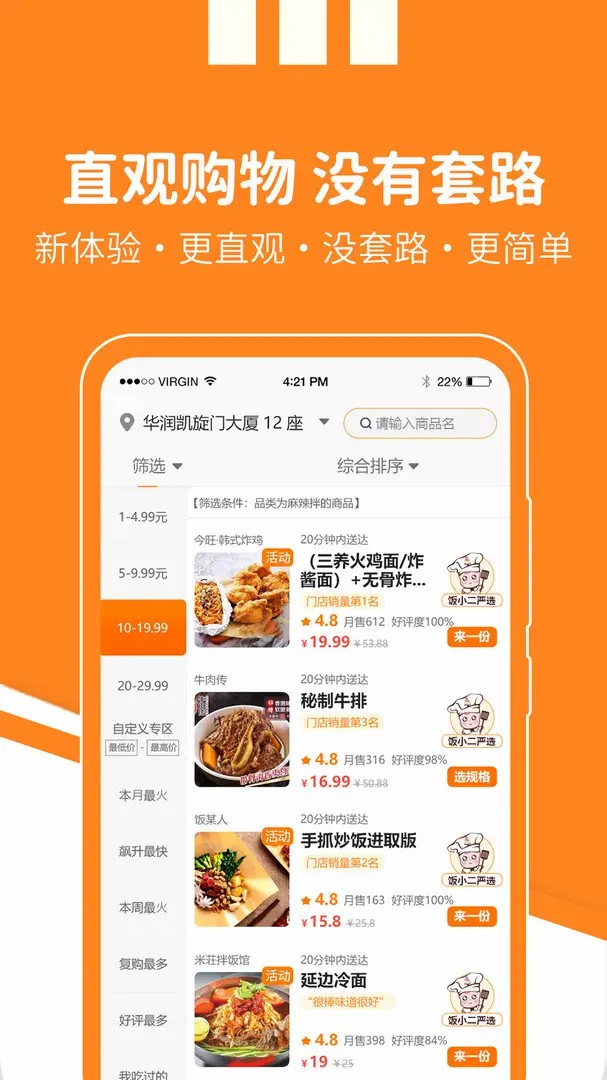 直观购物 没有套路
新体验·更直观·没套路·更简单
VIRGIN 4:21 PM 22%
华润凯旋门大厦 12 座 请输入商品名
筛选 综合排序
【筛选条件：品类为麻辣拌的商品】
1-4.99元
5-9.99元
10-19.99
20-29.99
自定义专区
最低价 - 最高价
本月最火
飙升最快
本周最火
复购最多
好评最多
我吃过的
今旺·韩式炸鸡 20分钟内送达
活动
（三养火鸡面/炸
酱面）+无骨炸...
门店销量第1名
饭小二严选
4.8 月售612 好评度100%
¥19.99 ¥53.88 来一份
牛肉传 20分钟内送达
秘制牛排
门店销量第3名
饭小二严选
4.8 月售316 好评度98%
¥16.99 ¥50.88 选规格
饭某人 20分钟内送达
活动
手抓炒饭进取版
门店销量第2名
饭小二严选
4.8 月售163 好评度100%
¥15.8 ¥25.8 来一份
米荘拌饭馆 20分钟内送达
活动
延边冷面
“很棒味道很好”
饭小二严选
4.8 月售398 好评度84%
¥19 ¥25 来一份